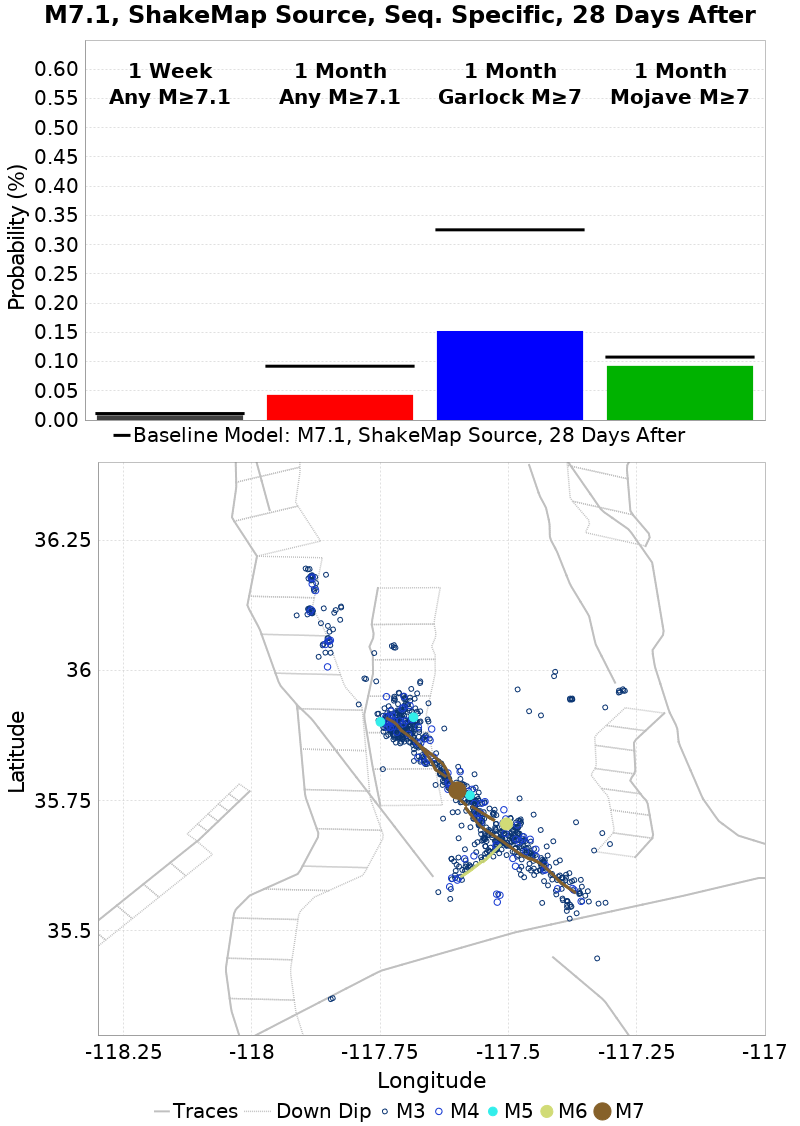 M7.1, ShakeMap Source, Seq. Specific, 28 Days After
1 Week
Any M≥7.1
1 Month
Any M≥7.1
1 Month
Garlock M≥7
1 Month
Mojave M≥7
Probability (%)
0.60
0.55
0.50
0.45
0.40
0.35
0.30
0.25
0.20
0.15
0.10
0.05
0.00
Baseline Model: M7.1, ShakeMap Source, 28 Days After
Latitude
36.25
36
35.75
35.5
-118.25 -118 -117.75 -117.5 -117.25 -117
Longitude
Traces Down Dip M3 M4 M5 M6 M7